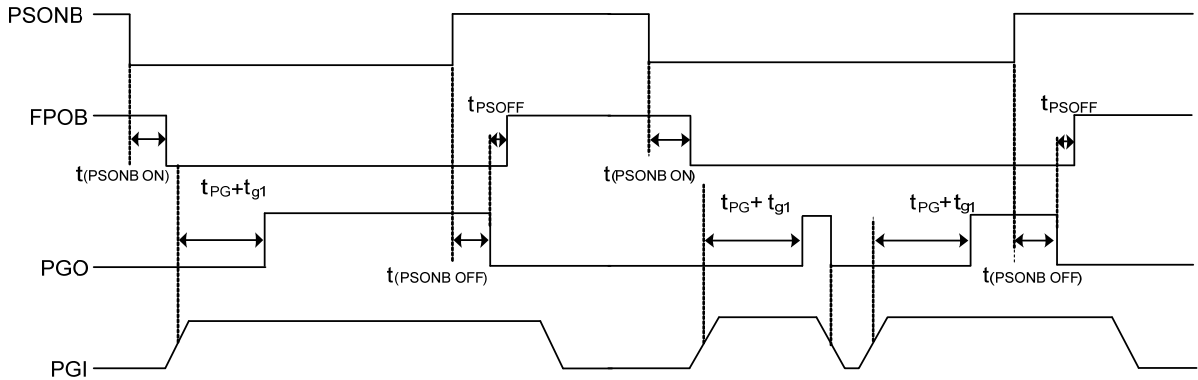 PSONB
FPOB
tPSOFF
tPSOFF
t(PSONB ON)
t(PSONB ON)
tPG+tg1
tPG+ tg1
tPG+ tg1
PGO
t(PSONB OFF)
t(PSONB OFF)
PGI